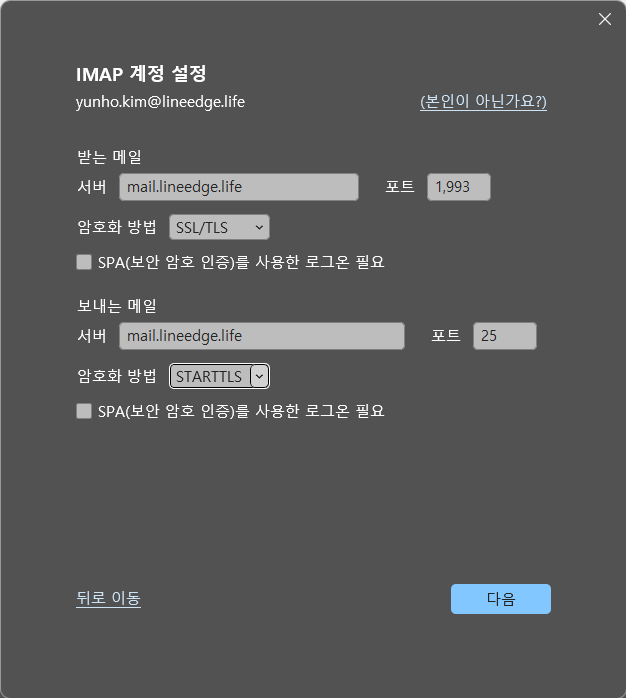 IMAP 계정 설정
yunho.kim@lineedge.life (본인이 아닌가요?)
받는 메일
서버 mail.lineedge.life 포트 1,993
암호화 방법 SSL/TLS
SPA(보안 암호 인증)를 사용한 로그온 필요
보내는 메일
서버 mail.lineedge.life 포트 25
암호화 방법 STARTTLS
SPA(보안 암호 인증)를 사용한 로그온 필요
뒤로 이동 다음